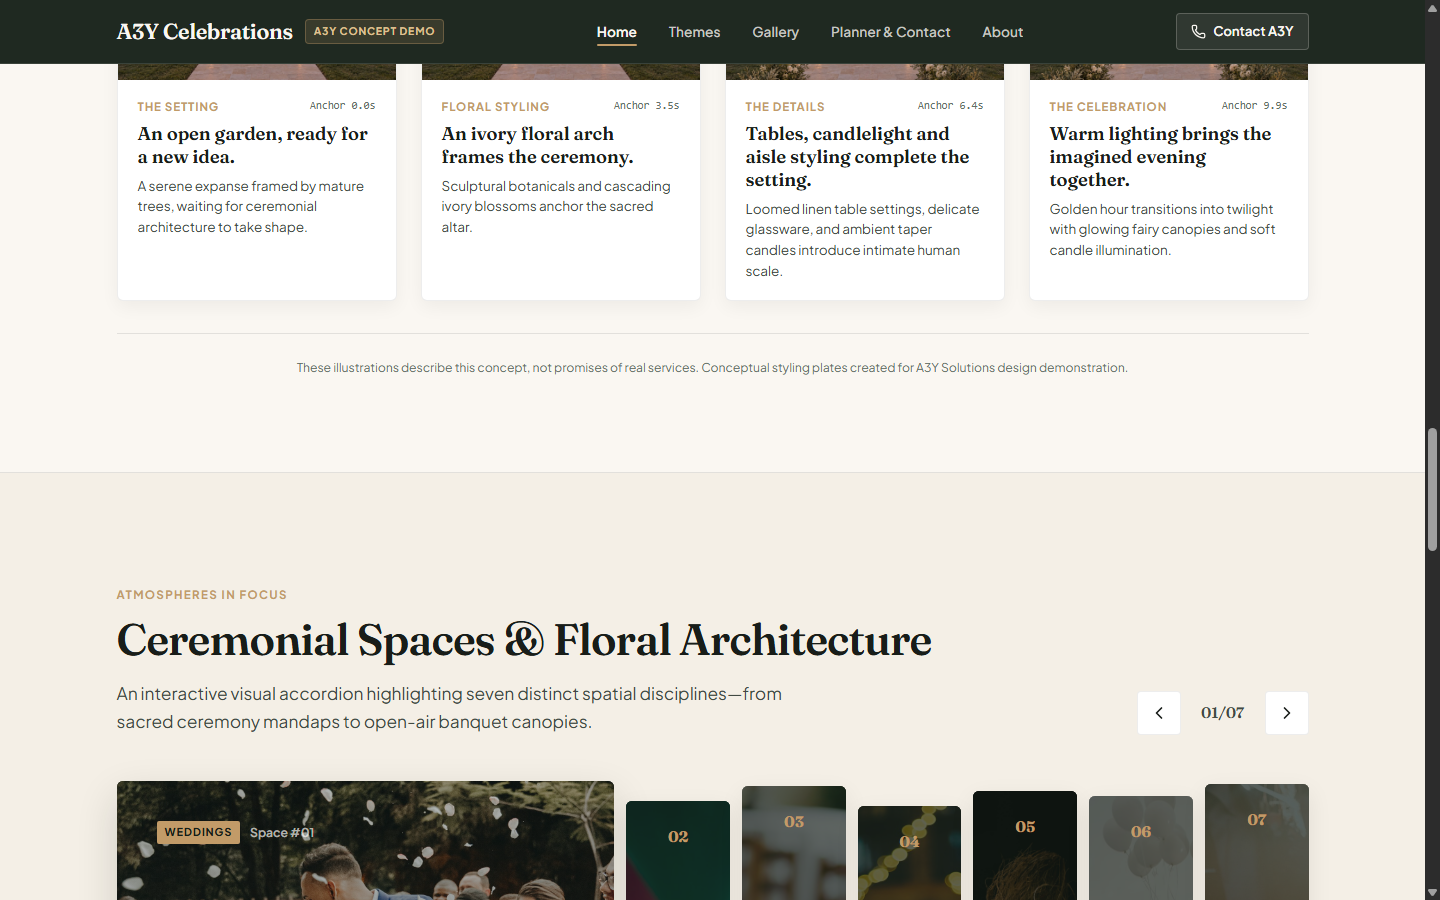 A3Y Celebrations
A3Y CONCEPT DEMO
Home
Themes
Gallery
Planner & Contact
About
Contact A3Y
THE SETTING
Anchor 0.0s
An open garden, ready for
a new idea.
A serene expanse framed by mature
trees, waiting for ceremonial
architecture to take shape.
FLORAL STYLING
Anchor 3.5s
An ivory floral arch
frames the ceremony.
Sculptural botanicals and cascading
ivory blossoms anchor the sacred
altar.
THE DETAILS
Anchor 6.4s
Tables, candlelight and
aisle styling complete the
setting.
Loomed linen table settings, delicate
glassware, and ambient taper
candles introduce intimate human
scale.
THE CELEBRATION
Anchor 9.9s
Warm lighting brings the
imagined evening
together.
Golden hour transitions into twilight
with glowing fairy canopies and soft
candle illumination.
These illustrations describe this concept, not promises of real services. Conceptual styling plates created for A3Y Solutions design demonstration.
ATMOSPHERES IN FOCUS
Ceremonial Spaces & Floral Architecture
An interactive visual accordion highlighting seven distinct spatial disciplines—from
sacred ceremony mandaps to open-air banquet canopies.
01/07
WEDDINGS
Space #01
02
03
04
05
06
07